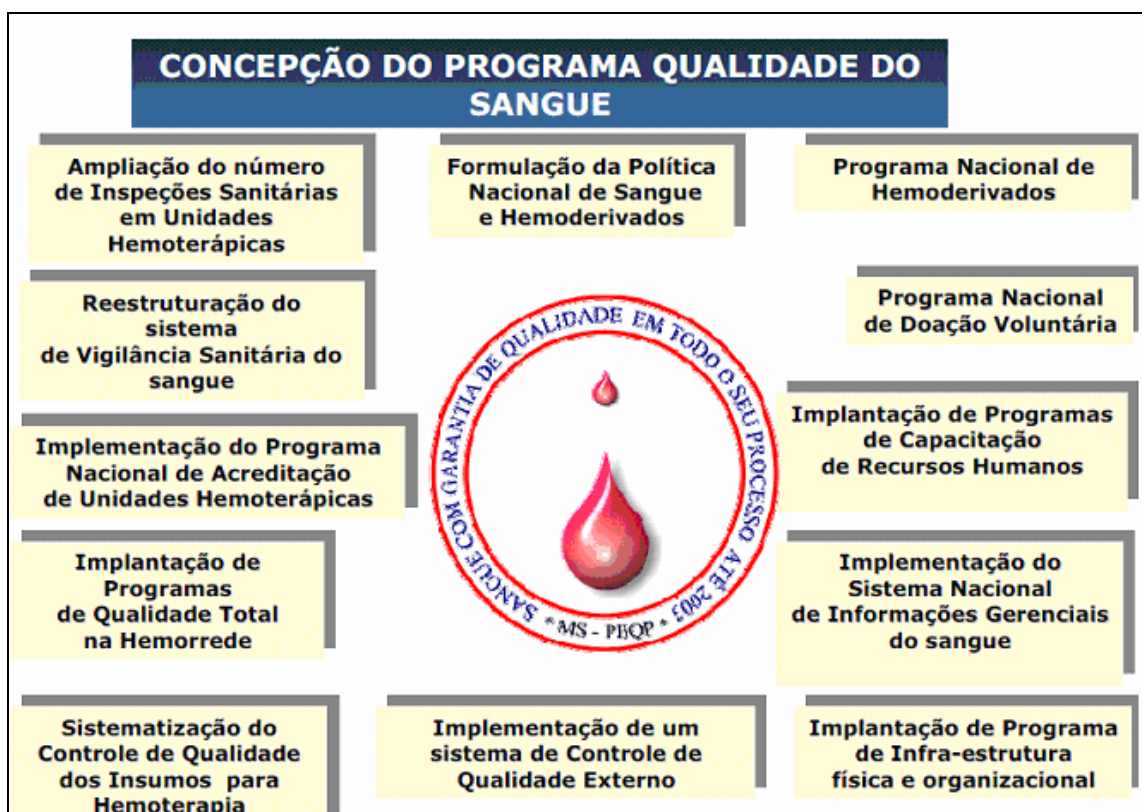 CONCEPÇÃO DO PROGRAMA QUALIDADE DO
SANGUE
Ampliação do número
de Inspeções Sanitárias
em Unidades
Hemoterápicas
Formulação da Política
Nacional de Sangue
e Hemoderivados
Programa Nacional de
Hemoderivados
Reestruturação do
sistema
de Vigilância Sanitária do
sangue
Programa Nacional
de Doação Voluntária
SANGUE COM GARANTIA DE QUALIDADE EM TODO O SEU PROCESSO ATÉ 2003
* MS - PBQP *
Implementação do Programa
Nacional de Acreditação
de Unidades Hemoterápicas
Implantação de Programas
de Capacitação
de Recursos Humanos
Implantação de
Programas
de Qualidade Total
na Hemorrede
Implementação do
Sistema Nacional
de Informações Gerenciais
do sangue
Sistematização do
Controle de Qualidade
dos Insumos para
Hemoterapia
Implementação de um
sistema de Controle de
Qualidade Externo
Implantação de Programa
de Infra-estrutura
física e organizacional